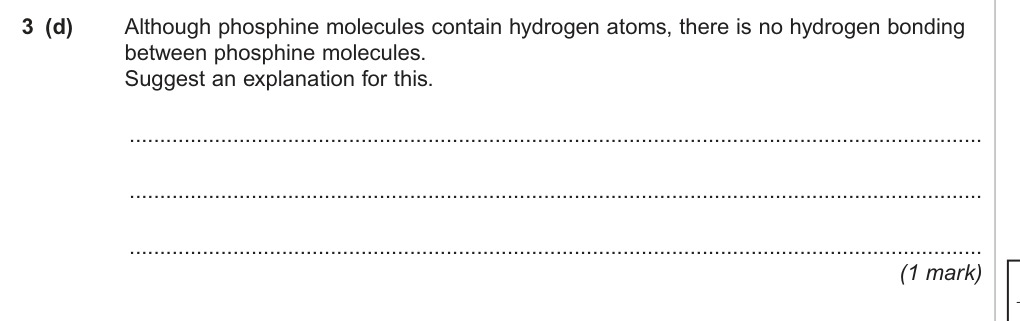 3 (d) Although phosphine molecules contain hydrogen atoms, there is no hydrogen bonding
between phosphine molecules.
Suggest an explanation for this.
...............................................................................................................................................
...............................................................................................................................................
...............................................................................................................................................
(1 mark)